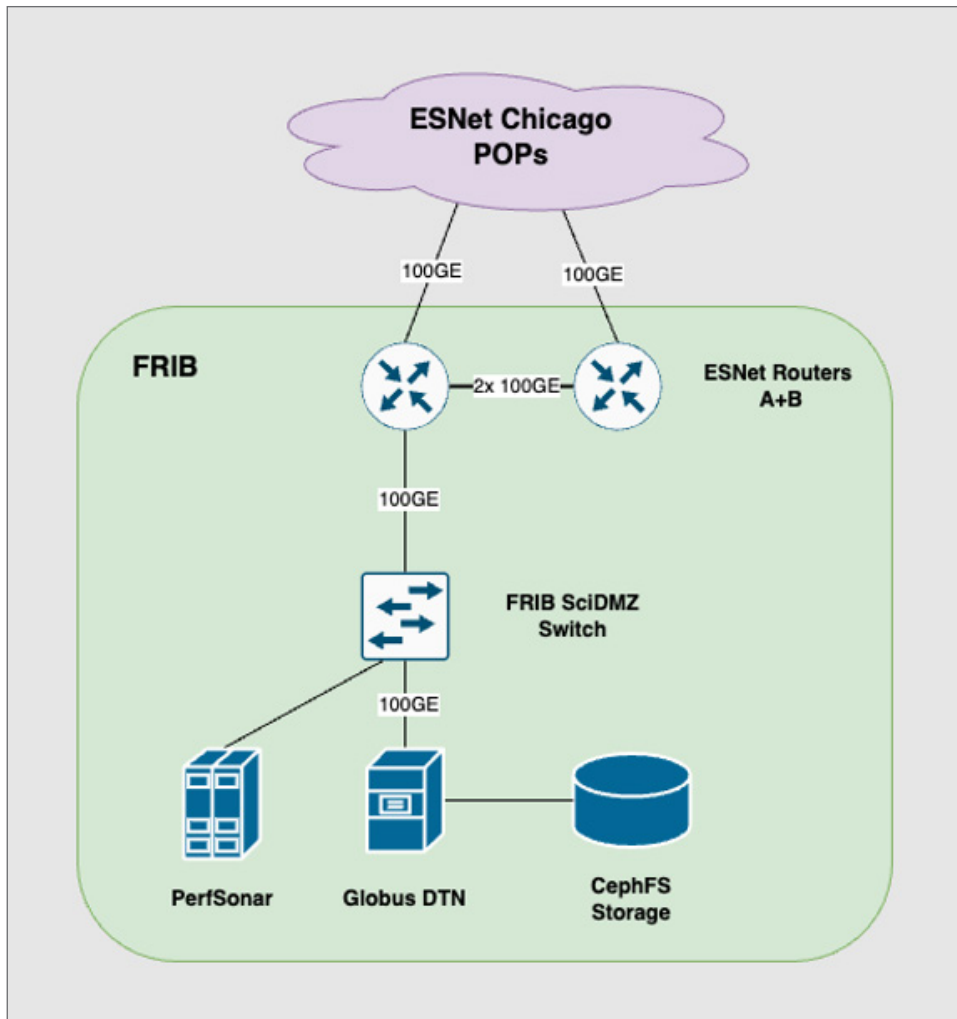 ESNet Chicago
POPs
100GE
100GE
FRIB
2x 100GE
ESNet Routers
A+B
100GE
FRIB SciDMZ
Switch
100GE
PerfSonar
Globus DTN
CephFS
Storage